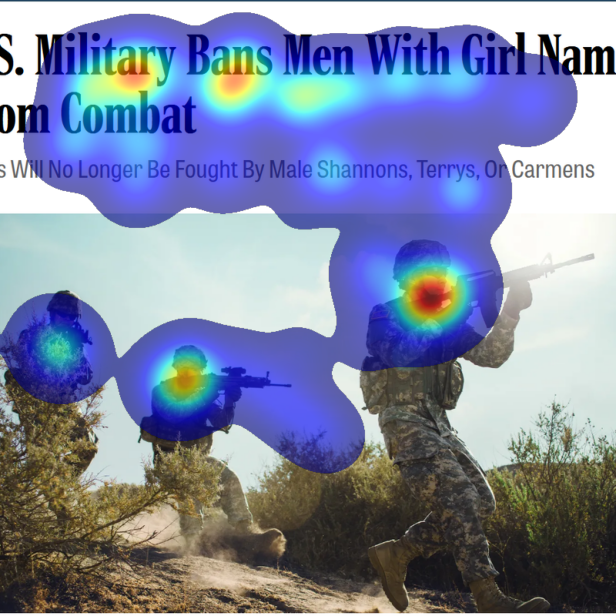 S. Military Bans Men With Girl Nam
om Combat
s Will No Longer Be Fought By Male Shannons, Terrys, Or Carmens